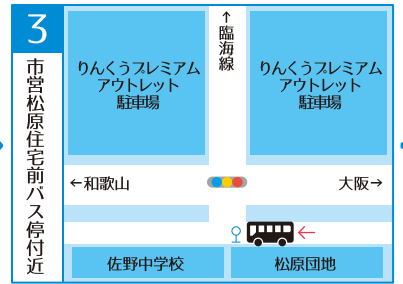 3
市営松原住宅前バス停付近
↑臨海線
りんくうプレミアム
アウトレット
駐車場
りんくうプレミアム
アウトレット
駐車場
←和歌山
大阪→
佐野中学校
松原団地